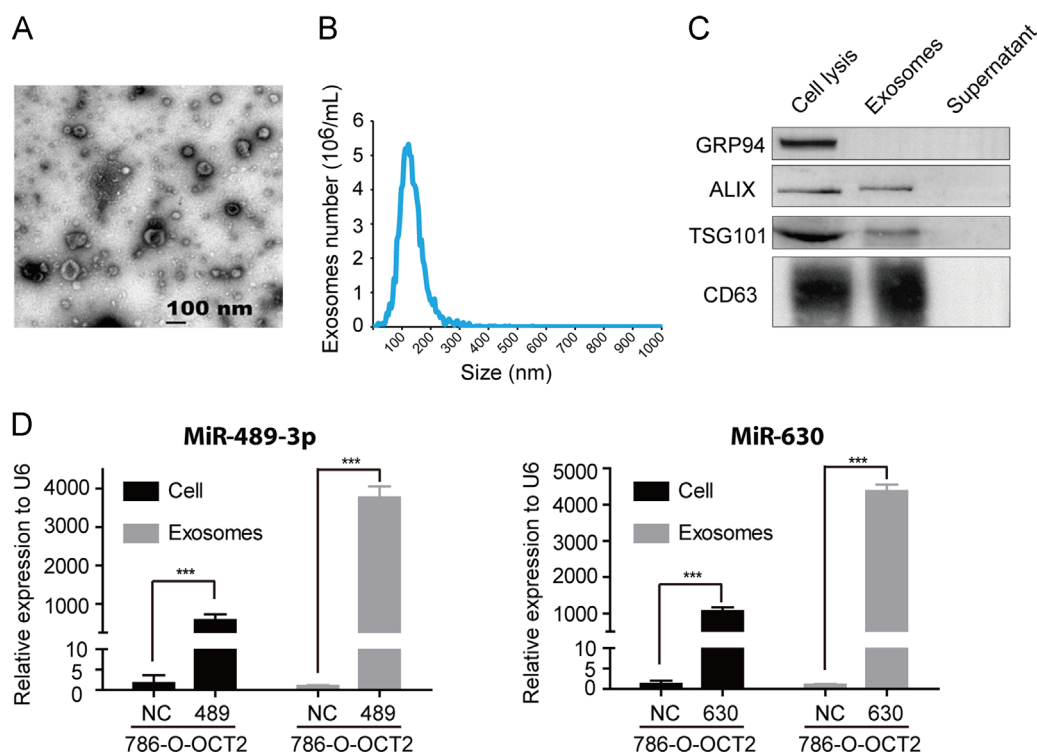 A
100 nm
B
Exosomes number (10⁶/mL)
6
5
4
3
2
1
0
100
200
300
400
500
600
700
800
900
1000
Size (nm)
C
Cell lysis
Exosomes
Supernatant
GRP94
ALIX
TSG101
CD63
D
MiR-489-3p
Relative expression to U6
4000
3000
2000
1000
10
5
0
Cell
Exosomes
***
***
NC 489 NC 489
786-O-OCT2 786-O-OCT2
MiR-630
Relative expression to U6
5000
4000
3000
2000
1000
10
5
0
Cell
Exosomes
***
***
NC 630 NC 630
786-O-OCT2 786-O-OCT2